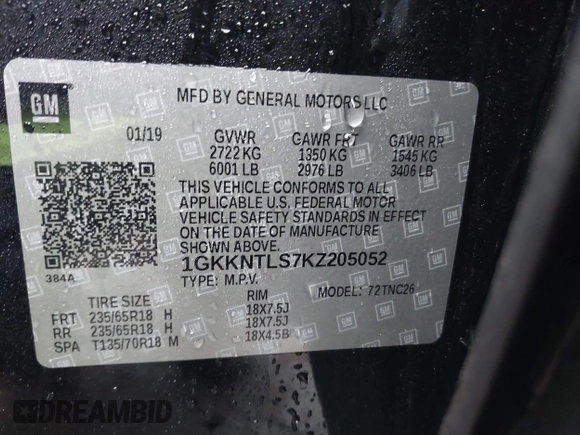 GM
MFD BY GENERAL MOTORS LLC
01/19 GVWR GAWR FRT GAWR RR
2722 KG 1350 KG 1545 KG
6001 LB 2976 LB 3406 LB
THIS VEHICLE CONFORMS TO ALL
APPLICABLE U.S. FEDERAL MOTOR
VEHICLE SAFETY STANDARDS IN EFFECT
ON THE DATE OF MANUFACTURE
SHOWN ABOVE.
384A
1GKKNTLS7KZ205052
TYPE: M.P.V. MODEL: 72TNC26
TIRE SIZE RIM
FRT 235/65R18 H 18X7.5J
RR 235/65R18 H 18X7.5J
SPA T135/70R18 M 18X4.5B
DREAMBID